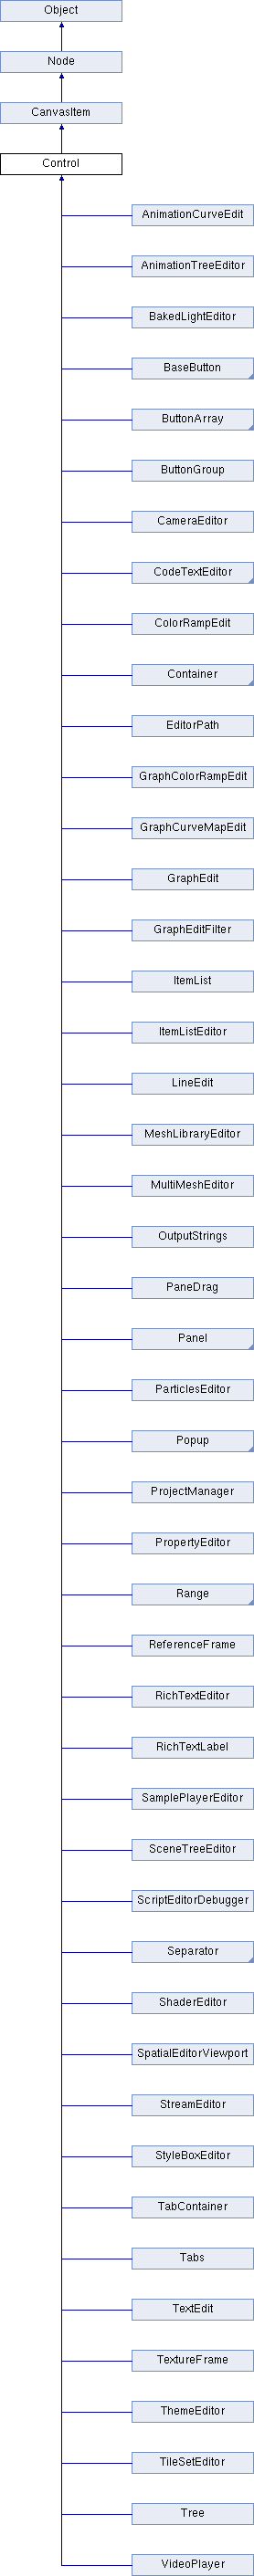 Object
Node
CanvasItem
Control
AnimationCurveEdit
AnimationTreeEditor
BakedLightEditor
BaseButton
ButtonArray
ButtonGroup
CameraEditor
CodeTextEditor
ColorRampEdit
Container
EditorPath
GraphColorRampEdit
GraphCurveMapEdit
GraphEdit
GraphEditFilter
ItemList
ItemListEditor
LineEdit
MeshLibraryEditor
MultiMeshEditor
OutputStrings
PaneDrag
Panel
ParticlesEditor
Popup
ProjectManager
PropertyEditor
Range
ReferenceFrame
RichTextEditor
RichTextLabel
SamplePlayerEditor
SceneTreeEditor
ScriptEditorDebugger
Separator
ShaderEditor
SpatialEditorViewport
StreamEditor
StyleBoxEditor
TabContainer
Tabs
TextEdit
TextureFrame
ThemeEditor
TileSetEditor
Tree
VideoPlayer